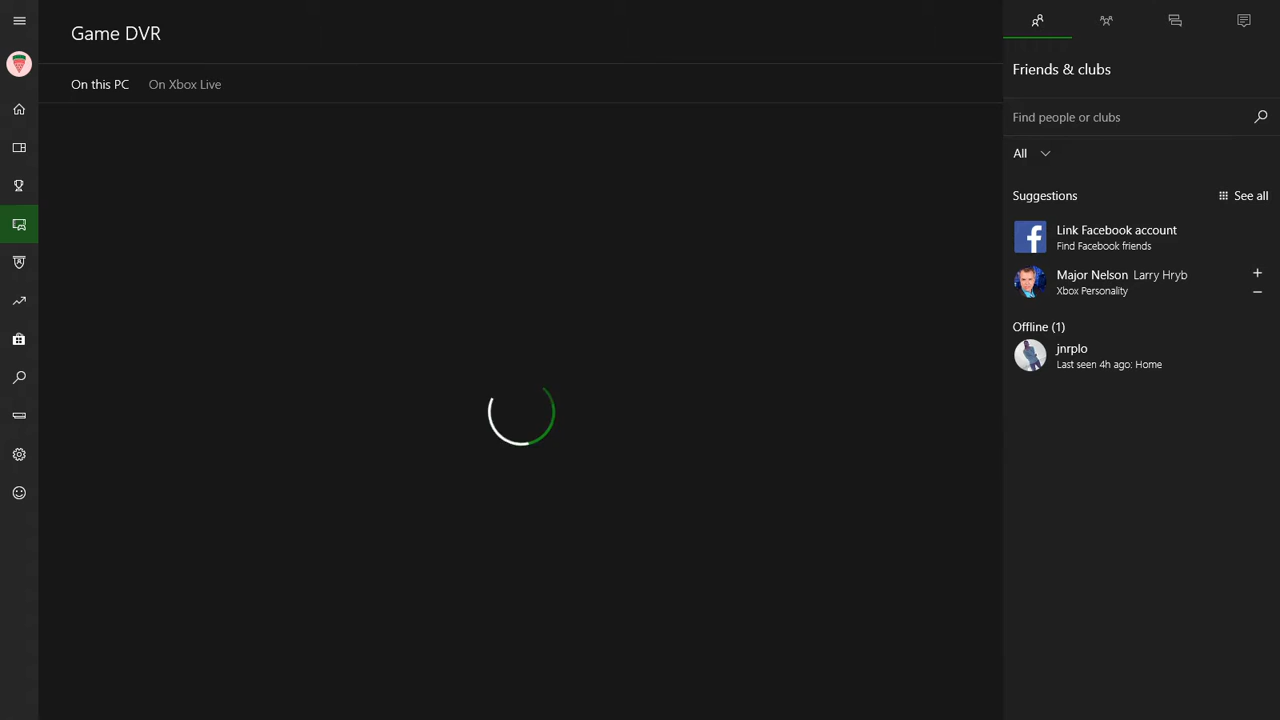 Game DVR
On this PC
On Xbox Live
Friends & clubs
Find people or clubs
All
Suggestions
See all
Link Facebook account
Find Facebook friends
Major Nelson Larry Hryb
Xbox Personality
Offline (1)
jnrplo
Last seen 4h ago: Home